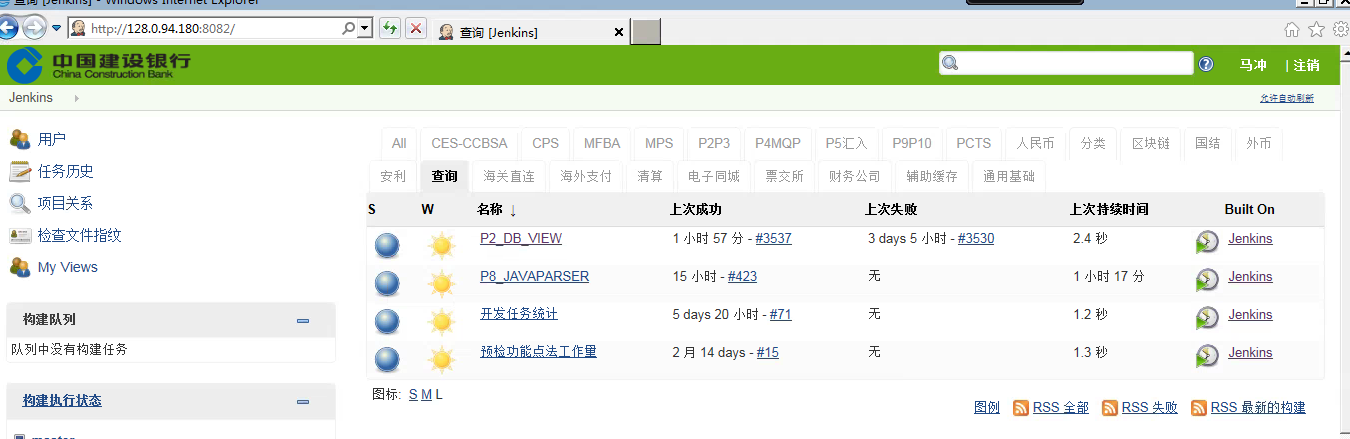 查询 [Jenkins] - Windows Internet Explorer
http://128.0.94.180:8082/
查询 [Jenkins]
中国建设银行
China Construction Bank
马冲 | 注销
Jenkins
允许自动刷新
用户
任务历史
项目关系
检查文件指纹
My Views
构建队列
队列中没有构建任务
构建执行状态
master
All CES-CCBSA CPS MFBA MPS P2P3 P4MQP P5汇入 P9P10 PCTS 人民币 分类 区块链 国结 外币
安利 查询 海关直连 海外支付 清算 电子同城 票交所 财务公司 辅助缓存 通用基础
S W 名称 ↓ 上次成功 上次失败 上次持续时间 Built On
P2_DB_VIEW 1 小时 57 分 - #3537 3 days 5 小时 - #3530 2.4 秒 Jenkins
P8_JAVAPARSER 15 小时 - #423 无 1 小时 17 分 Jenkins
开发任务统计 5 days 20 小时 - #71 无 1.2 秒 Jenkins
预检功能点法工作量 2 月 14 days - #15 无 1.3 秒 Jenkins
图标: S M L
图例 RSS 全部 RSS 失败 RSS 最新的构建